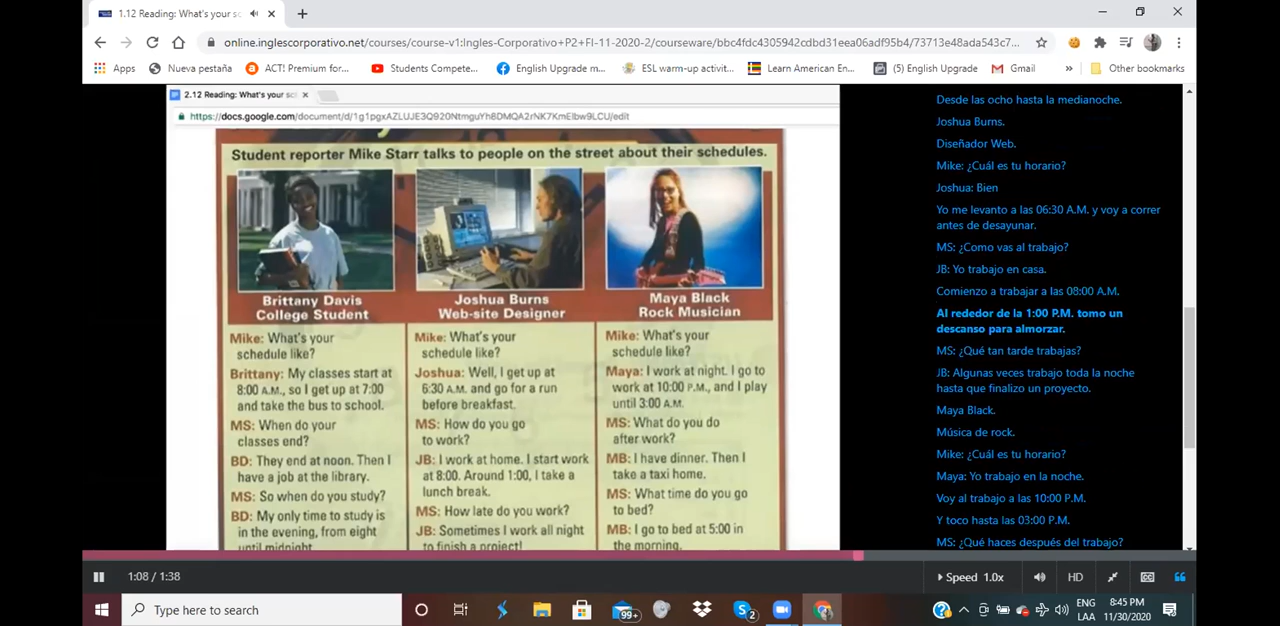 1.12 Reading: What's your sc
online.inglescorporativo.net/courses/course-v1:Ingles-Corporativo+P2+FI-11-2020-2/courseware/bbc4fdc4305942cdbd31eea06adf95b4/73713e48ada543c7...
Apps Nueva pestaña ACT! Premium for... Students Compete... English Upgrade m... ESL warm-up activit... Learn American En... (5) English Upgrade Gmail » Other bookmarks
2.12 Reading: What's your sc
https://docs.google.com/document/d/1g1pgxAZLUJE3Q920NtmguYh8DMQA2rNK7KmElbw9LCU/edit
Student reporter Mike Starr talks to people on the street about their schedules.
Brittany Davis
College Student
Mike: What's your
schedule like?
Brittany: My classes start at
8:00 A.M., so I get up at 7:00
and take the bus to school.
MS: When do your
classes end?
BD: They end at noon. Then I
have a job at the library.
MS: So when do you study?
BD: My only time to study is
in the evening, from eight
until midnight.
Joshua Burns
Web-site Designer
Mike: What's your
schedule like?
Joshua: Well, I get up at
6:30 A.M. and go for a run
before breakfast.
MS: How do you go
to work?
JB: I work at home. I start work
at 8:00. Around 1:00, I take a
lunch break.
MS: How late do you work?
JB: Sometimes I work all night
to finish a project!
Maya Black
Rock Musician
Mike: What's your
schedule like?
Maya: I work at night. I go to
work at 10:00 P.M., and I play
until 3:00 A.M.
MS: What do you do
after work?
MB: I have dinner. Then I
take a taxi home.
MS: What time do you go
to bed?
MB: I go to bed at 5:00 in
the morning.
Desde las ocho hasta la medianoche.
Joshua Burns.
Diseñador Web.
Mike: ¿Cuál es tu horario?
Joshua: Bien
Yo me levanto a las 06:30 A.M. y voy a correr
antes de desayunar.
MS: ¿Como vas al trabajo?
JB: Yo trabajo en casa.
Comienzo a trabajar a las 08:00 A.M.
Al rededor de la 1:00 P.M. tomo un
descanso para almorzar.
MS: ¿Qué tan tarde trabajas?
JB: Algunas veces trabajo toda la noche
hasta que finalizo un proyecto.
Maya Black.
Música de rock.
Mike: ¿Cuál es tu horario?
Maya: Yo trabajo en la noche.
Voy al trabajo a las 10:00 P.M.
Y toco hasta las 03:00 P.M.
MS: ¿Qué haces después del trabajo?
1:08 / 1:38
Speed 1.0x HD
Type here to search
99+
2
ENG
LAA
8:45 PM
11/30/2020